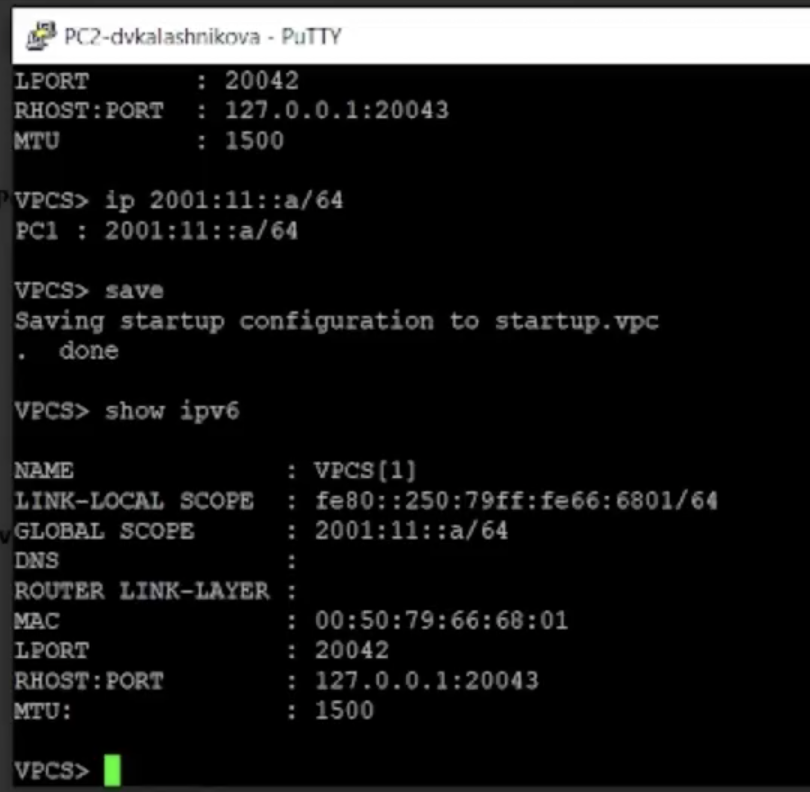 PC2-dvkalashnikova - PuTTY
LPORT : 20042
RHOST:PORT : 127.0.0.1:20043
MTU : 1500
VPCS> ip 2001:11::a/64
PC1 : 2001:11::a/64
VPCS> save
Saving startup configuration to startup.vpc
. done
VPCS> show ipv6
NAME : VPCS[1]
LINK-LOCAL SCOPE : fe80::250:79ff:fe66:6801/64
GLOBAL SCOPE : 2001:11::a/64
DNS :
ROUTER LINK-LAYER :
MAC : 00:50:79:66:68:01
LPORT : 20042
RHOST:PORT : 127.0.0.1:20043
MTU: : 1500
VPCS>